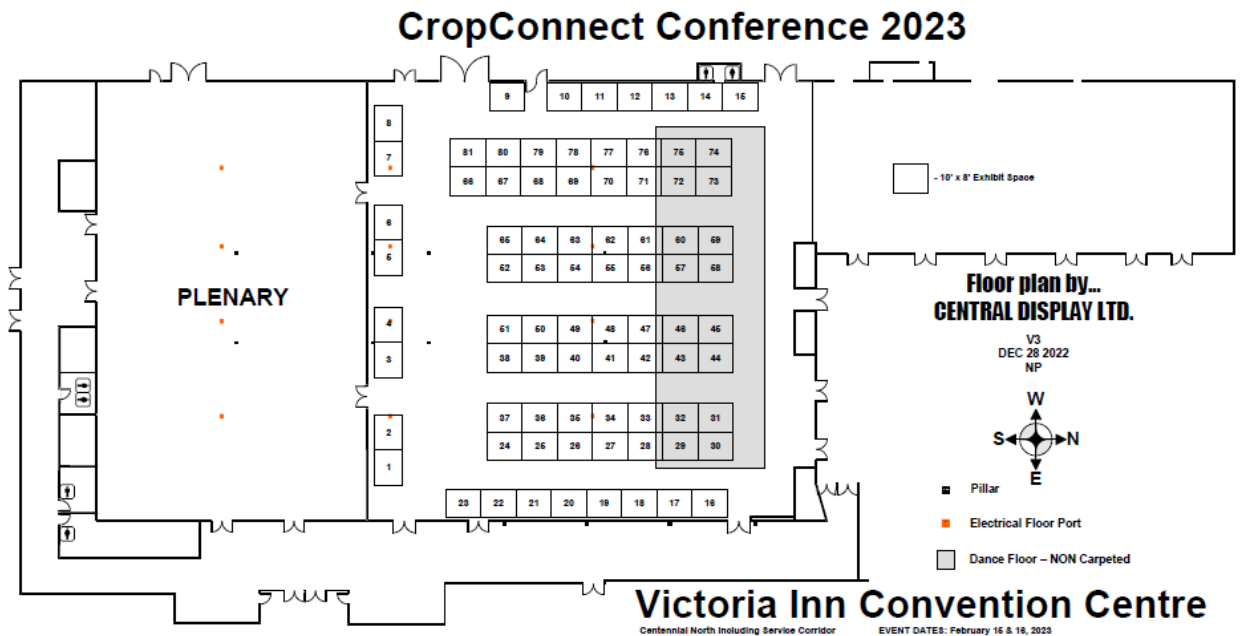 CropConnect Conference 2023
9 10 11 12 13 14 15
8
7
81 80 79 78 77 76 75 74
66 67 68 69 70 71 72 73
- 10' x 8' Exhibit Space
6
5
65 64 63 62 61 60 59
52 53 54 55 56 57 58
PLENARY
Floor plan by...
CENTRAL DISPLAY LTD.
V3
DEC 28 2022
NP
4
3
51 50 49 48 47 46 45
38 39 40 41 42 43 44
W
S N
E
2
1
37 36 35 34 33 32 31
24 25 26 27 28 29 30
23 22 21 20 19 18 17 16
Pillar
Electrical Floor Port
Dance Floor – NON Carpeted
Victoria Inn Convention Centre
Centennial North Including Service Corridor EVENT DATES: February 15 & 16, 2023